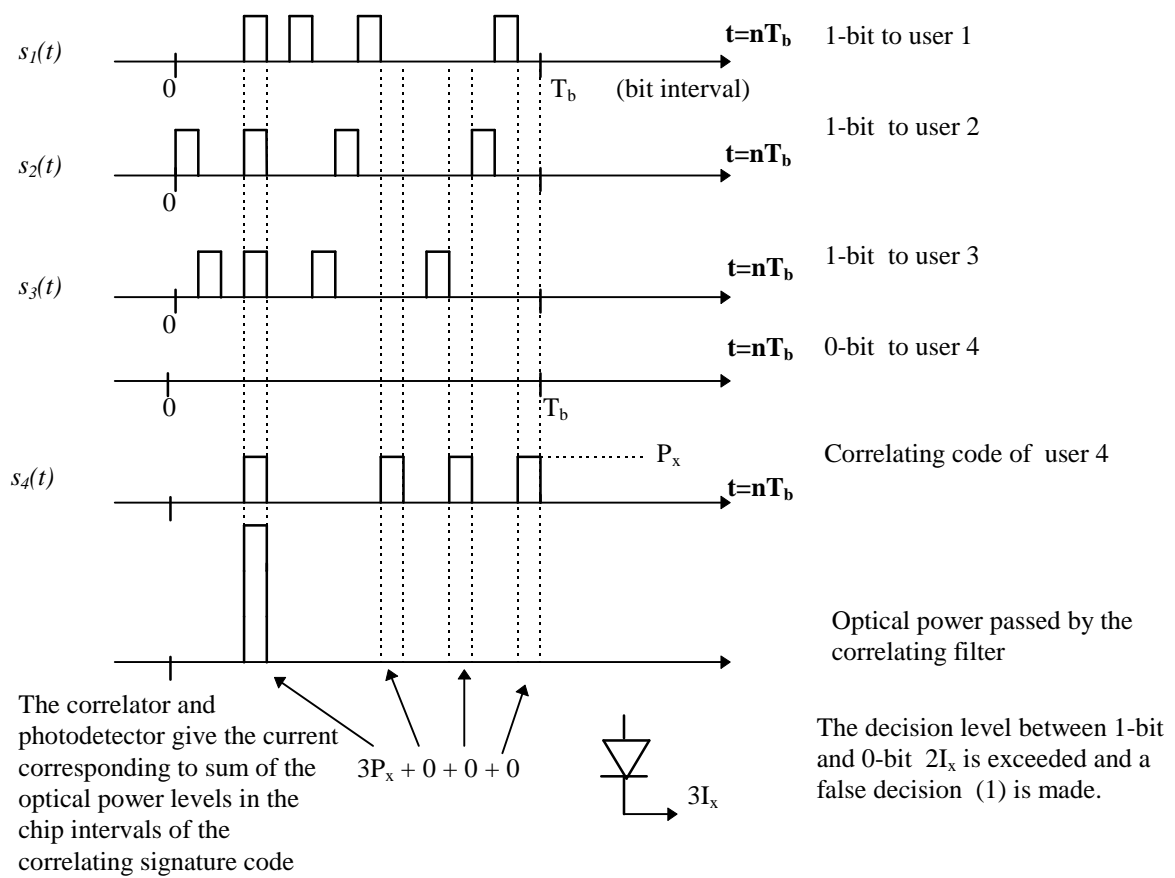 s1(t)
t=nTb
1-bit to user 1
0
Tb
(bit interval)
s2(t)
t=nTb
1-bit to user 2
0
s3(t)
t=nTb
1-bit to user 3
0
t=nTb
0-bit to user 4
0
Tb
s4(t)
Px
t=nTb
Correlating code of user 4
Optical power passed by the
correlating filter
The correlator and
photodetector give the current
corresponding to sum of the
optical power levels in the
chip intervals of the
correlating signature code
3Px + 0 + 0 + 0
3Ix
The decision level between 1-bit
and 0-bit 2Ix is exceeded and a
false decision (1) is made.